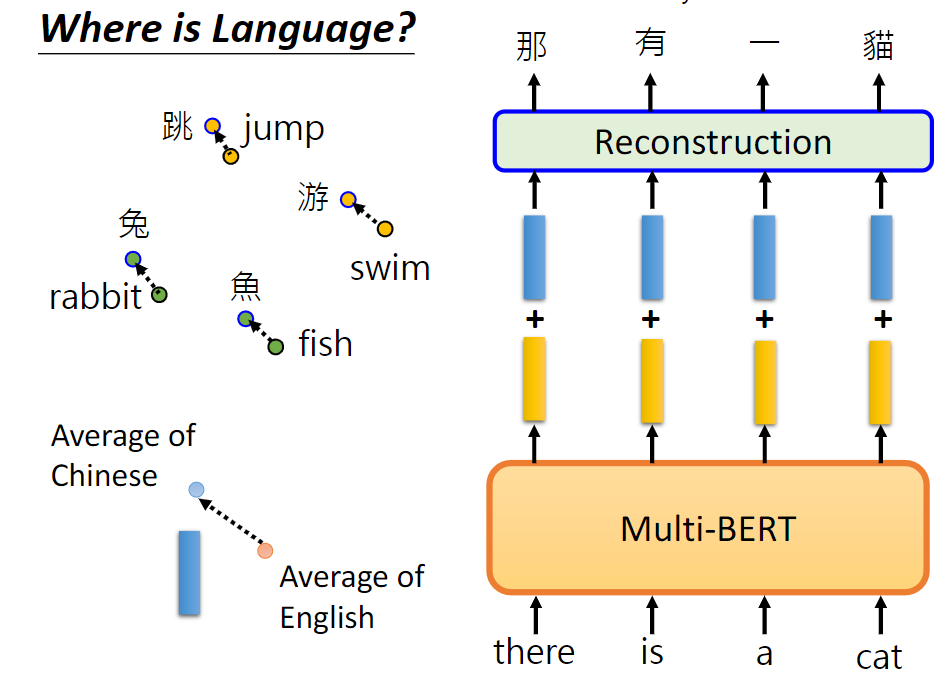 Where is Language?
跳 jump
游
swim
兔
rabbit
魚
fish
Average of
Chinese
Average of
English
那 有 一 貓
Reconstruction
+ + + +
Multi-BERT
there is a cat